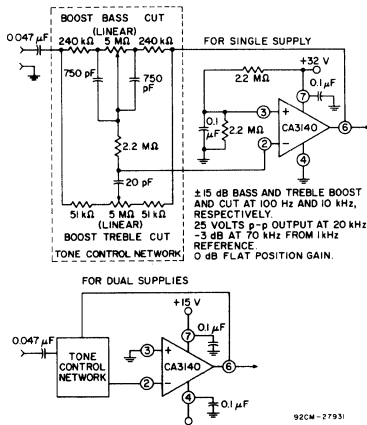 BOOST BASS CUT
(LINEAR)
240 kΩ 5 MΩ 240 kΩ
0.047 µF
750 pF
750 pF
2.2 MΩ
20 pF
51 kΩ 5 MΩ 51 kΩ
(LINEAR)
BOOST TREBLE CUT
TONE CONTROL NETWORK
FOR SINGLE SUPPLY
+32 V
2.2 MΩ
0.1 µF
7
3
+
0.1 µF
2.2 MΩ
CA3140
6
2
−
4
±15 dB BASS AND TREBLE BOOST
AND CUT AT 100 Hz AND 10 kHz,
RESPECTIVELY.
25 VOLTS p-p OUTPUT AT 20 kHz
-3 dB AT 70 kHz FROM 1kHz
REFERENCE.
0 dB FLAT POSITION GAIN.
FOR DUAL SUPPLIES
+15 V
0.1 µF
7
0.047 µF
3
+
TONE
CONTROL
NETWORK
CA3140
6
2
−
4
0.1 µF
92CM-27931